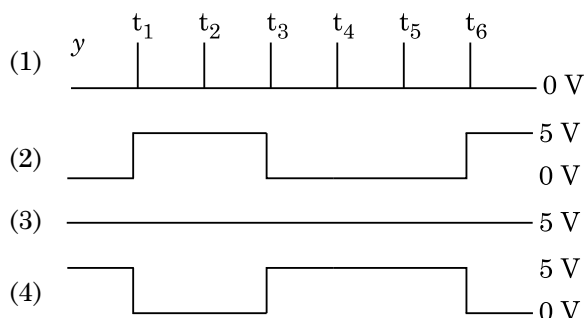 y t₁ t₂ t₃ t₄ t₅ t₆
(1) 0 V
5 V
(2) 0 V
(3) 5 V
5 V
(4) 0 V